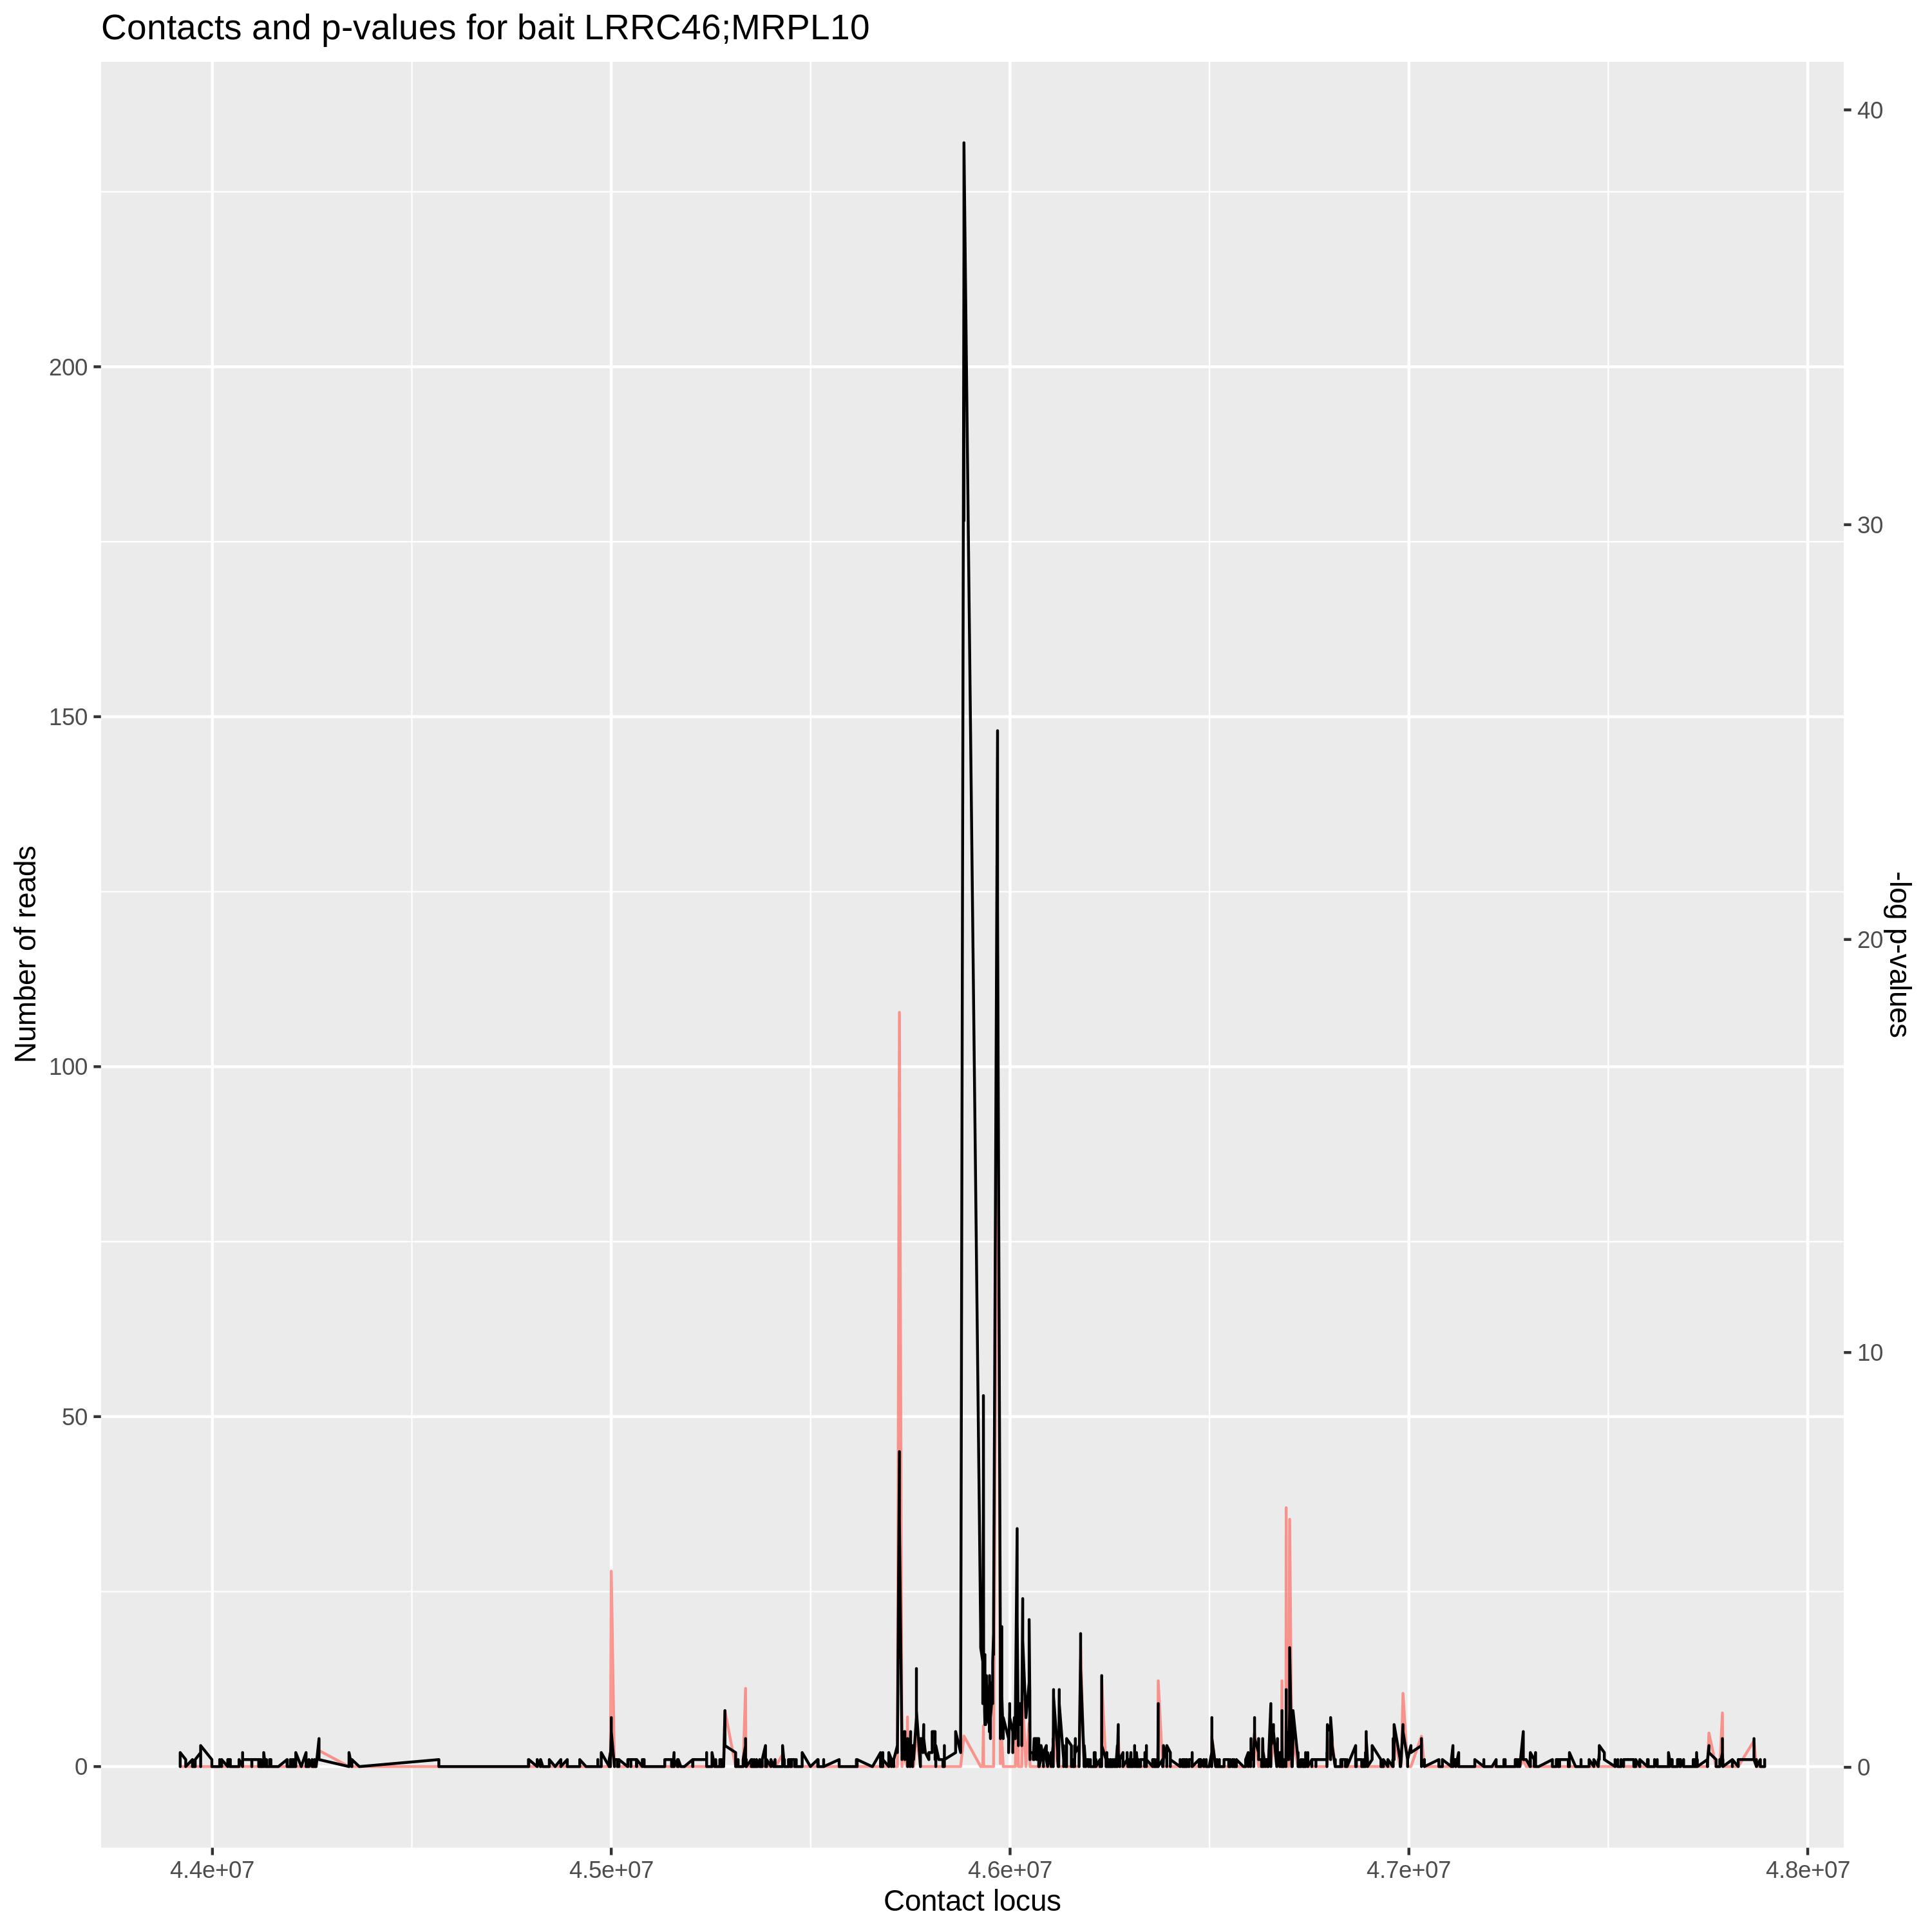 Contacts and p-values for bait LRRC46;MRPL10
40
200
30
150
Number of reads
-log p-values
20
100
10
50
0
0
4.4e+07
4.5e+07
4.6e+07
4.7e+07
4.8e+07
Contact locus